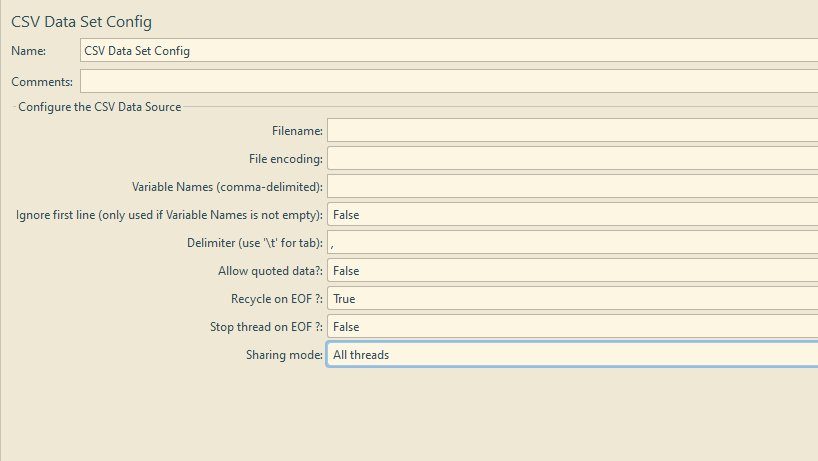 CSV Data Set Config
Name: CSV Data Set Config
Comments:
Configure the CSV Data Source
Filename:
File encoding:
Variable Names (comma-delimited):
Ignore first line (only used if Variable Names is not empty): False
Delimiter (use '\t' for tab): ,
Allow quoted data?: False
Recycle on EOF ?: True
Stop thread on EOF ?: False
Sharing mode: All threads